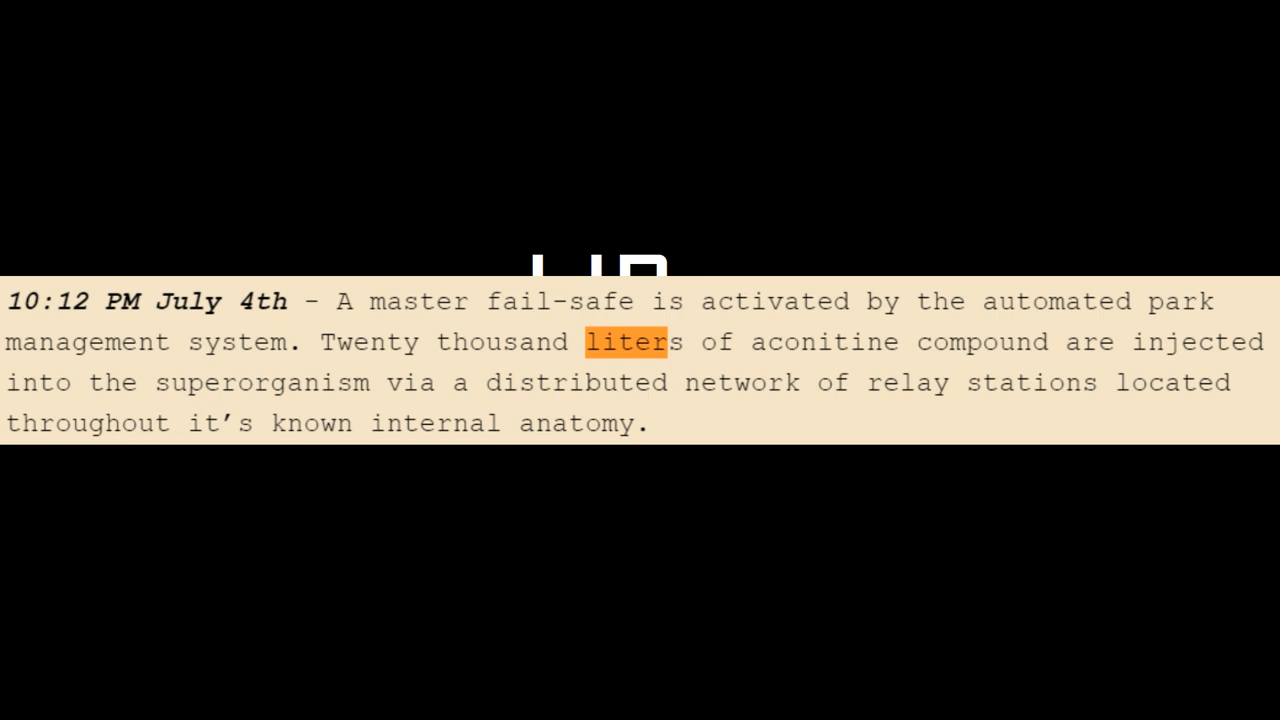 10:12 PM July 4th - A master fail-safe is activated by the automated park
management system. Twenty thousand liters of aconitine compound are injected
into the superorganism via a distributed network of relay stations located
throughout it’s known internal anatomy.